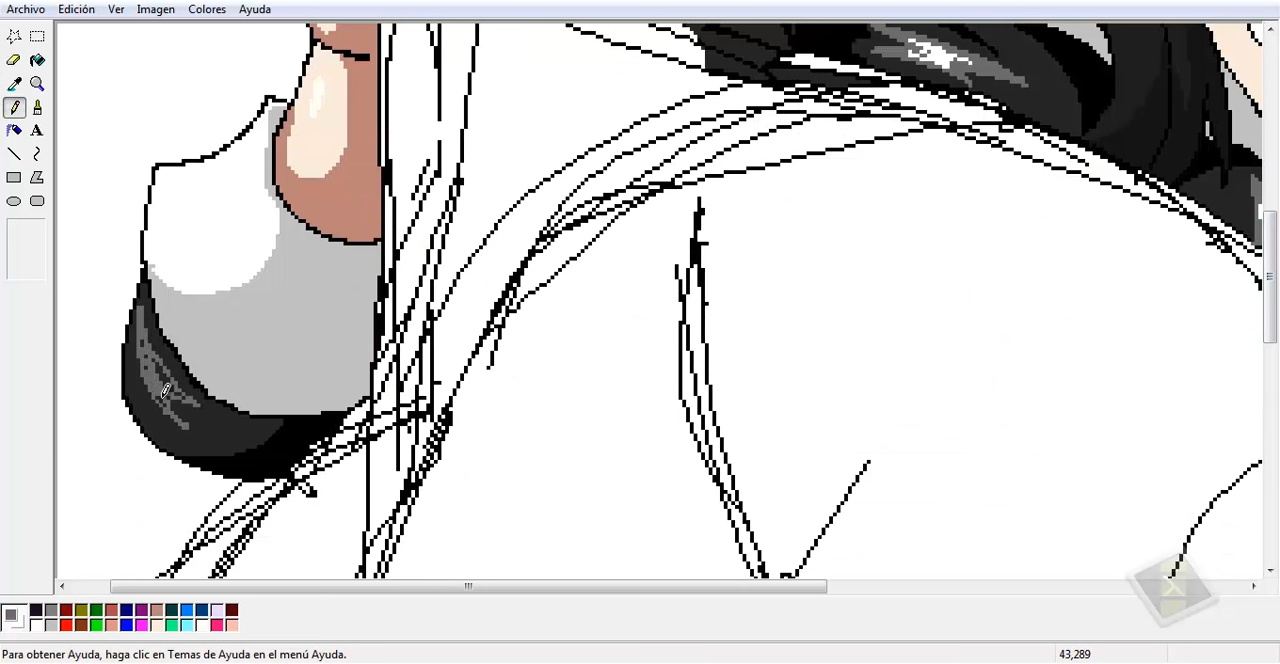 Archivo Edición Ver Imagen Colores Ayuda
A
Para obtener Ayuda, haga clic en Temas de Ayuda en el menú Ayuda. 43,289